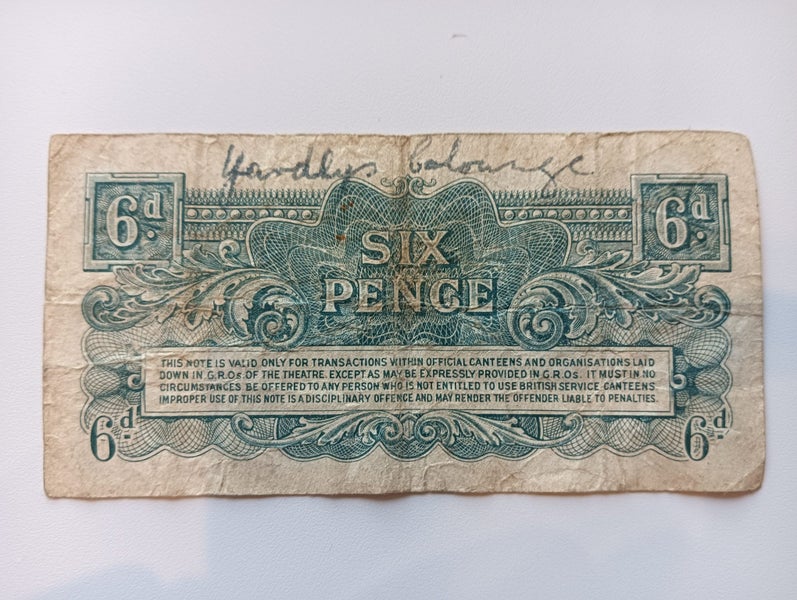 Yardlys
6d. 6d.
SIX
PENCE
THIS NOTE IS VALID ONLY FOR TRANSACTIONS WITHIN OFFICIAL CANTEENS AND ORGANISATIONS LAID
DOWN IN G.R.Os OF THE THEATRE. EXCEPT AS MAY BE EXPRESSLY PROVIDED IN G.R.Os. IT MUST IN NO
CIRCUMSTANCES BE OFFERED TO ANY PERSON WHO IS NOT ENTITLED TO USE BRITISH SERVICE CANTEENS
IMPROPER USE OF THIS NOTE IS A DISCIPLINARY OFFENCE AND MAY RENDER THE OFFENDER LIABLE TO PENALTIES.
6d. 6d.